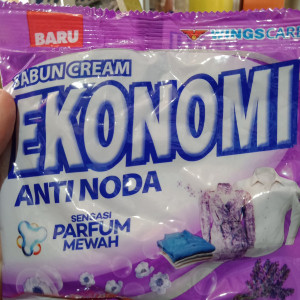 BARU
WINGSCARE
SABUN CREAM
EKONOMI
ANTI NODA
SENSASI
PARFUM
MEWAH